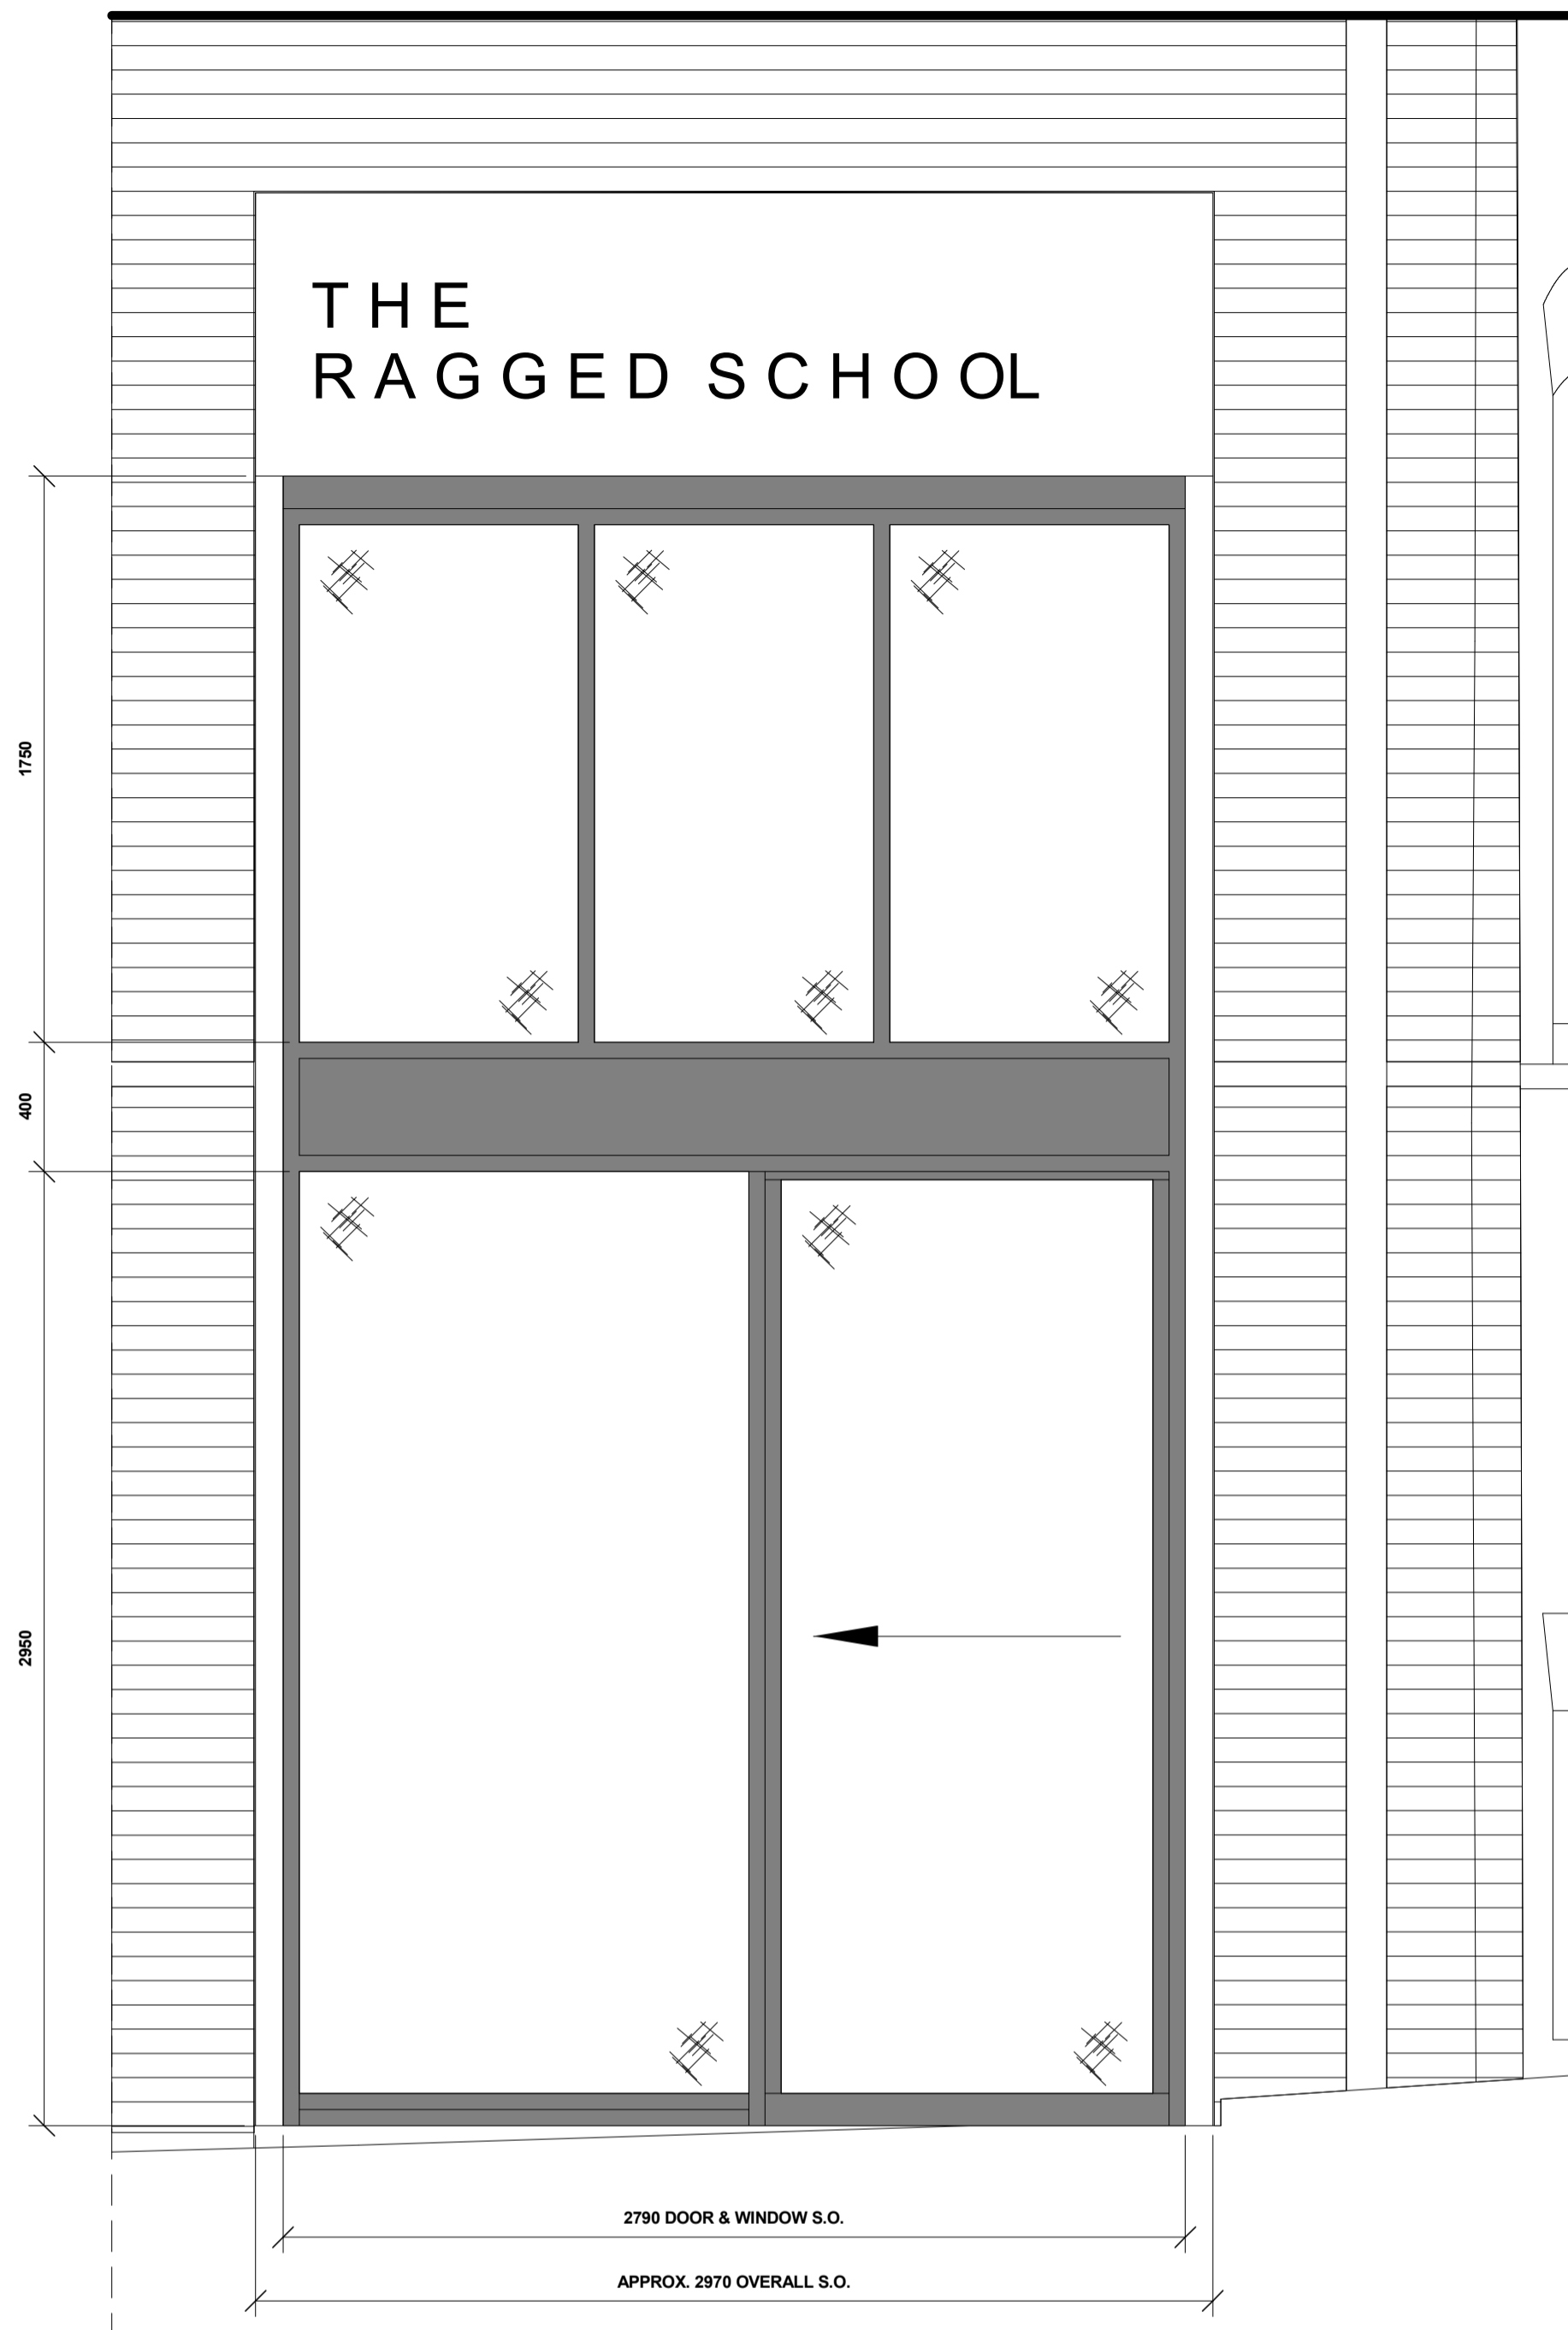 THE
RAGGED SCHOOL
1750
400
2950
2790 DOOR & WINDOW S.O.
APPROX. 2970 OVERALL S.O.